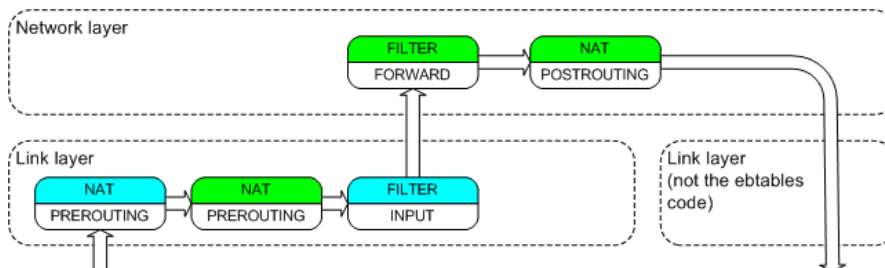 Network layer
FILTER
FORWARD
NAT
POSTROUTING
Link layer
NAT
PREROUTING
NAT
PREROUTING
FILTER
INPUT
Link layer
(not the ebtables
code)